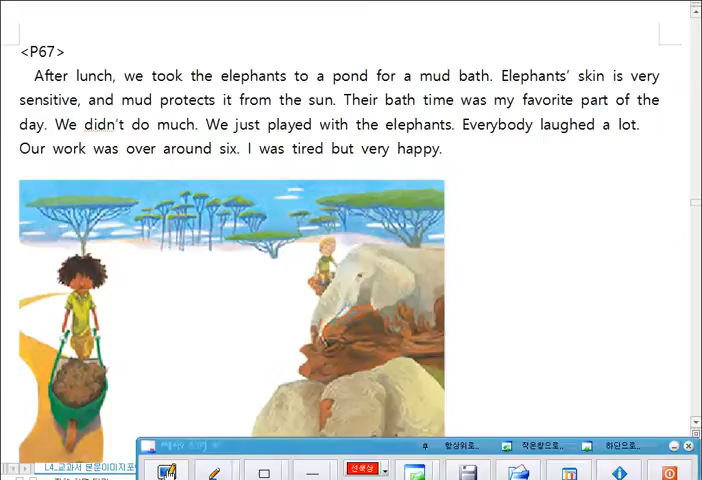 <P67>
After lunch, we took the elephants to a pond for a mud bath. Elephants' skin is very
sensitive, and mud protects it from the sun. Their bath time was my favorite part of the
day. We didn't do much. We just played with the elephants. Everybody laughed a lot.
Our work was over around six. I was tired but very happy.
L4_교과서 본문이미지포
항상위로..
작은창으로..
하단으로..
선색상